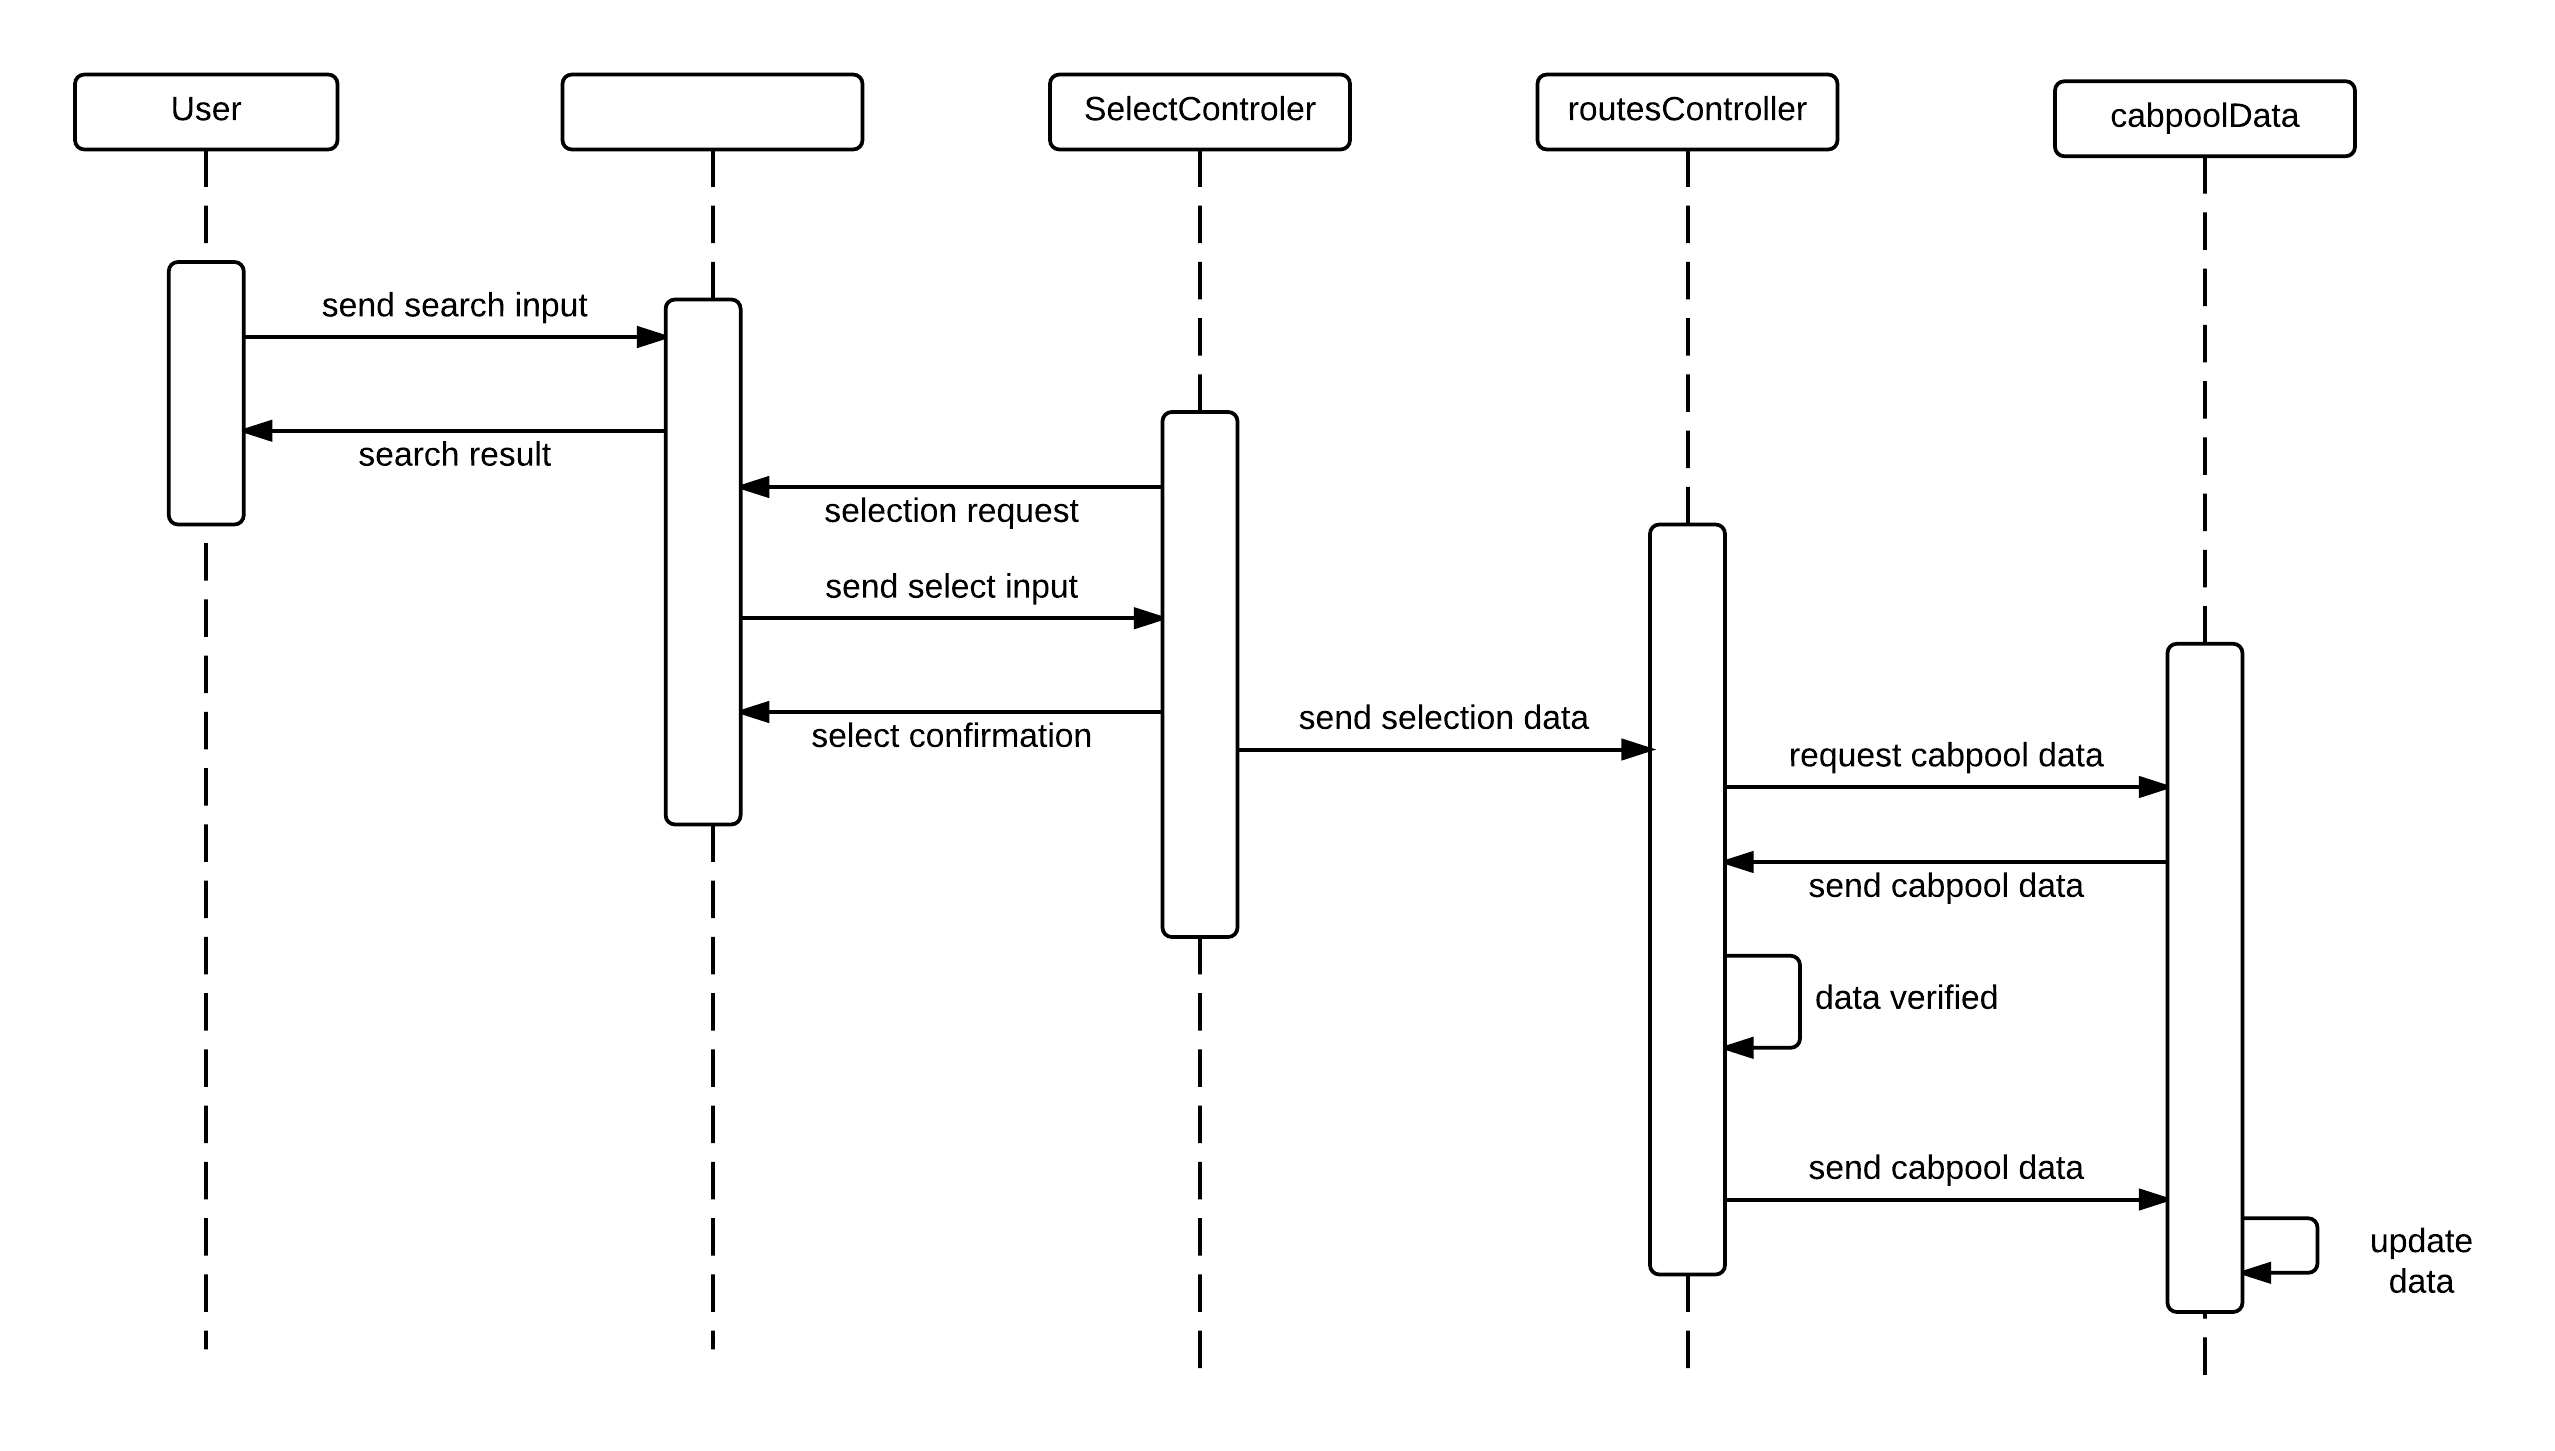 User
SelectControler
routesController
cabpoolData
send search input
search result
selection request
send select input
select confirmation
send selection data
request cabpool data
send cabpool data
data verified
send cabpool data
update
data